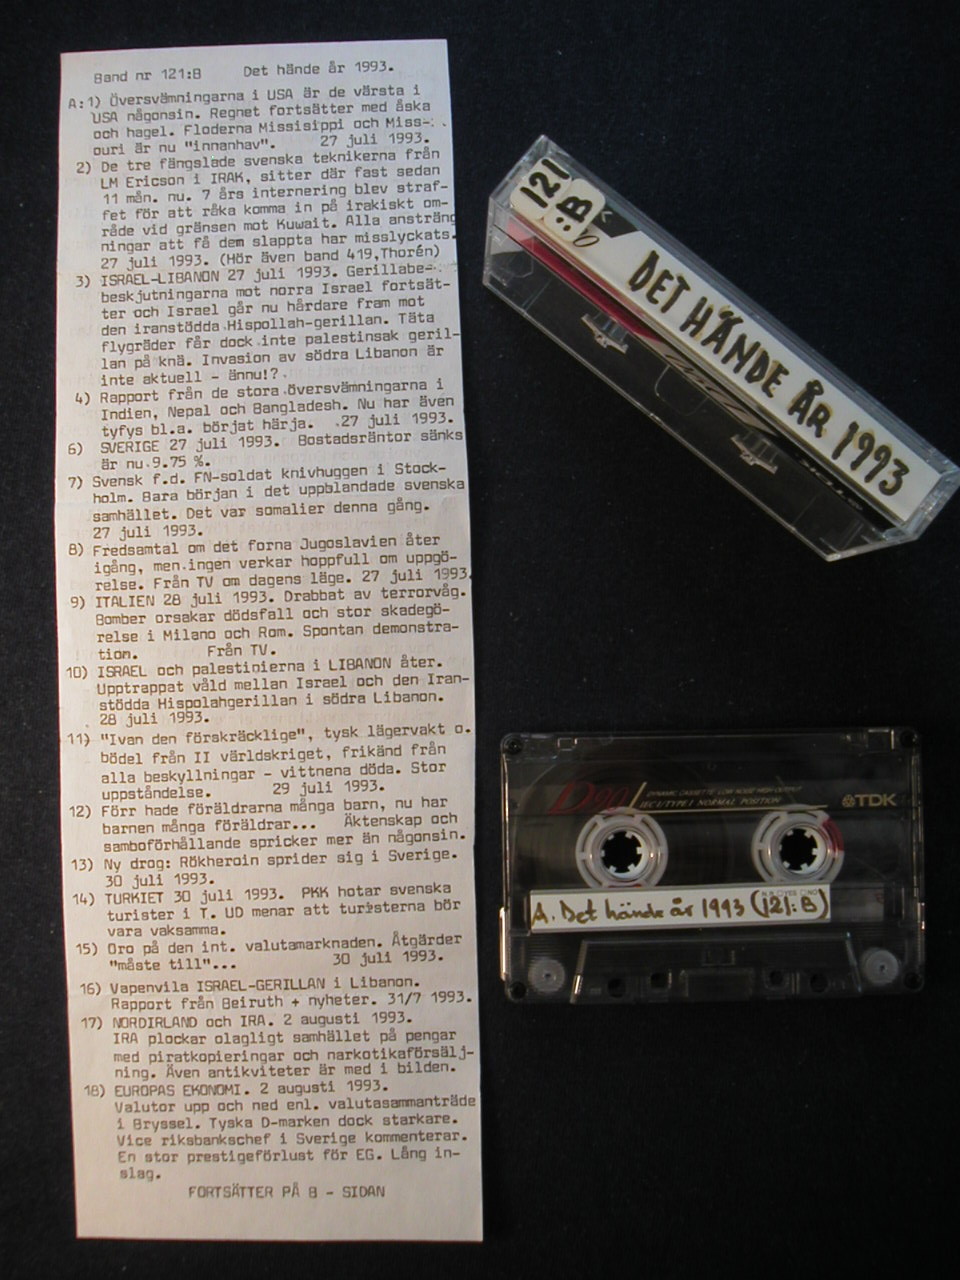 Band nr 121:B Det hände år 1993.
A:1) Översvämningarna i USA är de värsta i
USA någonsin. Regnet fortsätter med åska
och hagel. Floderna Missisippi och Miss-
ouri är nu "innanhav". 27 juli 1993.
2) De tre fängslade svenska teknikerna från
LM Ericson i IRAK, sitter där fast sedan
11 mån. nu. 7 års internering blev straf-
fet för att råka komma in på irakiskt om-
råde vid gränsen mot Kuwait. Alla ansträng
ningar att få dem slappta har misslyckats.
27 juli 1993. (Hör även band 419,Thorén)
3) ISRAEL-LIBANON 27 juli 1993. Gerillabe-
beskjutningarna mot norra Israel fortsät-
ter och Israel går nu hårdare fram mot
den iranstödda Hispollah-gerillan. Täta
flygräder får dock inte palestinsak geril-
lan på knä. Invasion av södra Libanon är
inte aktuell - ännu!?.
4) Rapport från de stora översvämningarna i
Indien, Nepal och Bangladesh. Nu har även
tyfys bl.a. börjat härja. 27 juli 1993.
6) SVERIGE 27 juli 1993. Bostadsräntor sänks
är nu 9.75 %.
7) Svensk f.d. FN-soldat knivhuggen i Stock-
holm. Bara början i det uppblandade svenska
samhället. Det var somalier denna gång.
27 juli 1993.
8) Fredsamtal om det forna Jugoslavien åter
igång, men ingen verkar hoppfull om uppgö-
relse. Från TV om dagens läge. 27 juli 1993.
9) ITALIEN 28 juli 1993. Drabbat av terrorvåg.
Bomber orsakar dödsfall och stor skadegö-
relse i Milano och Rom. Spontan demonstra-
tion. Från TV.
10) ISRAEL och palestinierna i LIBANON åter.
Upptrappat våld mellan Israel och den Iran-
stödda Hispolahgerillan i södra Libanon.
28 juli 1993.
11) "Ivan den förskräcklige", tysk lägervakt o.
bödel från II världskriget, frikänd från
alla beskyllningar - vittnena döda. Stor
uppståndelse. 29 juli 1993.
12) Förr hade föräldrarna många barn, nu har
barnen många föräldrar... Äktenskap och
samboförhållande spricker mer än någonsin.
13) Ny drog: Rökheroin sprider sig i Sverige.
30 juli 1993.
14) TURKIET 30 juli 1993. PKK hotar svenska
turister i T. UD menar att turisterna bör
vara vaksamma.
15) Oro på den int. valutamarknaden. Åtgärder
"måste till"... 30 juli 1993.
16) Vapenvila ISRAEL-GERILLAN i Libanon.
Rapport från Beiruth + nyheter. 31/7 1993.
17) NORDIRLAND och IRA. 2 augusti 1993.
IRA plockar olagligt samhället på pengar
med piratkopieringar och narkotikaförsälj-
ning. Även antikviteter är med i bilden.
18) EUROPAS EKONOMI. 2 augusti 1993.
Valutor upp och ned enl. valutasammanträde
i Bryssel. Tyska D-marken dock starkare.
Vice riksbankschef i Sverige kommenterar.
En stor prestigeförlust för EG. Lång in-
slag.
FORTSÄTTER PÅ B - SIDAN
121
:B
DET HÄNDE ÅR 1993
D90
DYNAMIC CASSETTE LOW NOISE HIGH OUTPUT
IEC I/TYPE I NORMAL POSITION
TDK
N.R. YES NO
A. Det hände år 1993 (121:B)